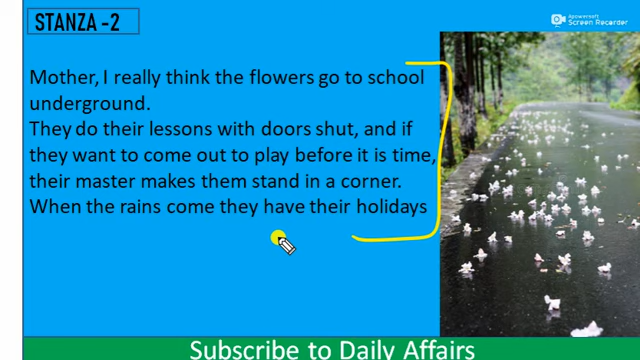 STANZA -2
Apowersoft
Screen Recorder
Mother, I really think the flowers go to school
underground.
They do their lessons with doors shut, and if
they want to come out to play before it is time,
their master makes them stand in a corner.
When the rains come they have their holidays
Subscribe to Daily Affairs